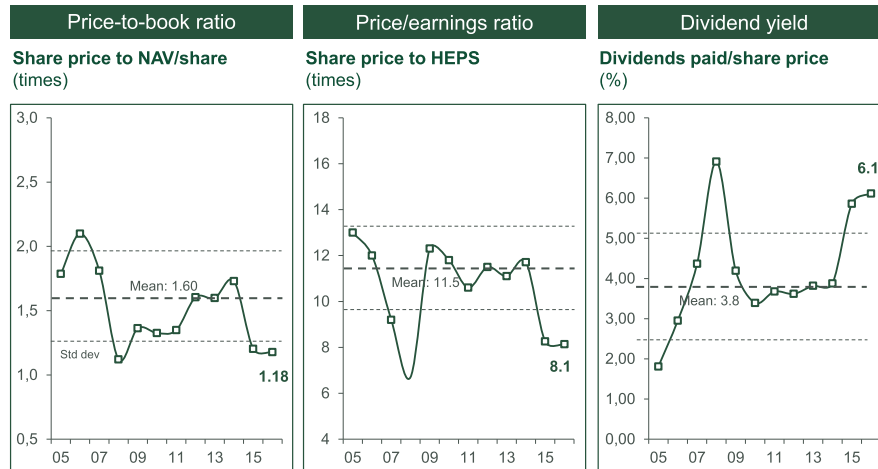 Price-to-book ratio
Share price to NAV/share
(times)
3,0
2,5
2,0
1,5
1,0
0,5
Mean: 1.60
Std dev
1.18
05 07 09 11 13 15
Price/earnings ratio
Share price to HEPS
(times)
18
16
14
12
10
8
6
4
Mean: 11.5
8.1
05 07 09 11 13 15
Dividend yield
Dividends paid/share price
(%)
8,00
7,00
6,00
5,00
4,00
3,00
2,00
1,00
0,00
6.1
Mean: 3.8
05 07 09 11 13 15